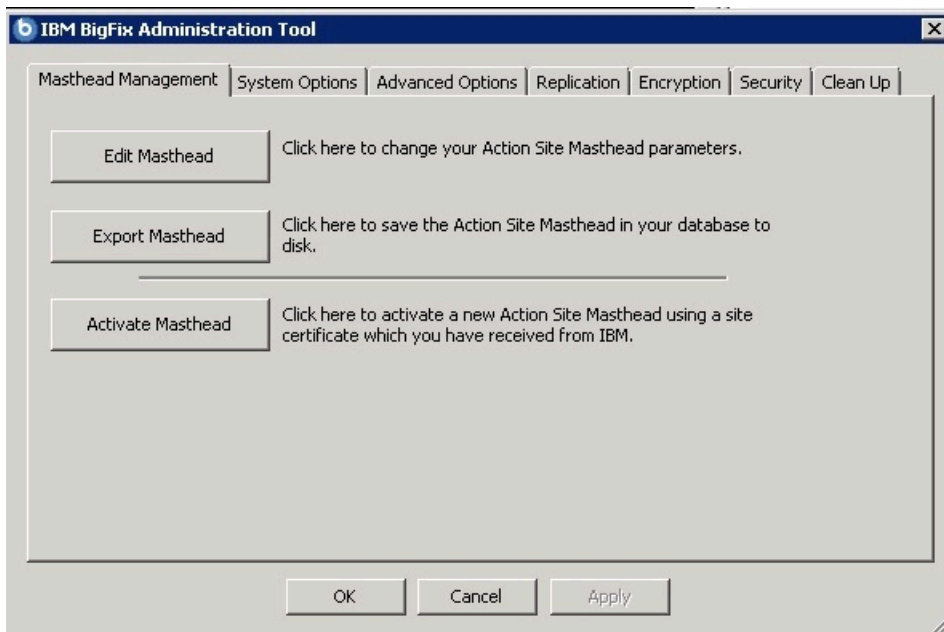 IBM BigFix Administration Tool
Masthead Management System Options Advanced Options Replication Encryption Security Clean Up
Edit Masthead
Click here to change your Action Site Masthead parameters.
Export Masthead
Click here to save the Action Site Masthead in your database to
disk.
Activate Masthead
Click here to activate a new Action Site Masthead using a site
certificate which you have received from IBM.
OK Cancel Apply